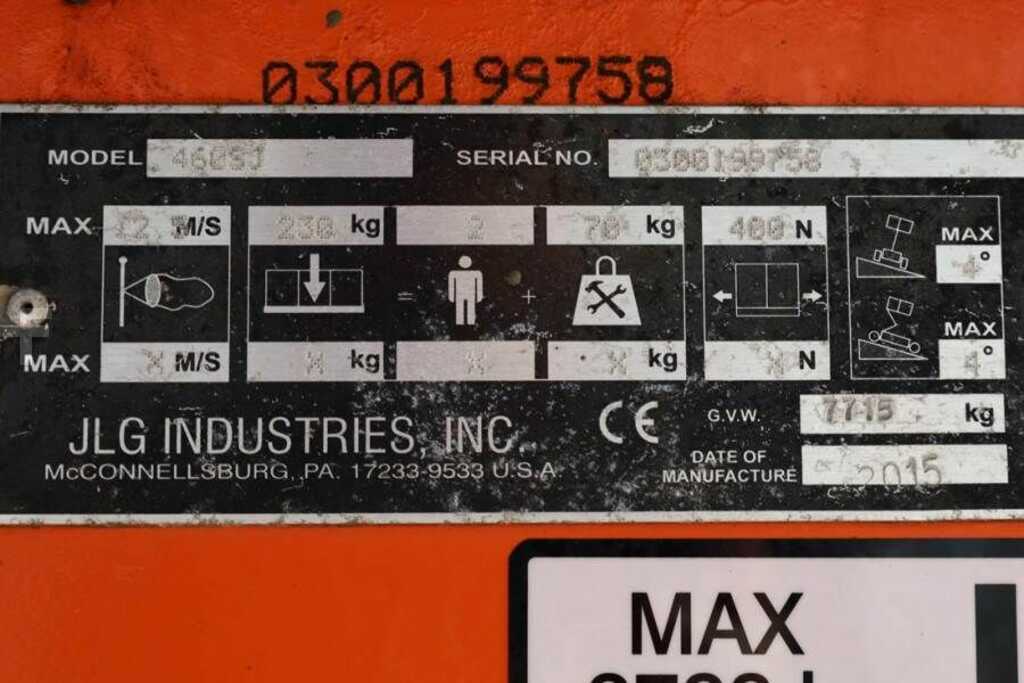 0300199758
MODEL 460SJ SERIAL NO. 0300199758
MAX M/S 230 kg 2 70 kg 400 N
MAX 4°
= +
MAX 4°
MAX X M/S X kg X X kg X N
JLG INDUSTRIES, INC.
McCONNELLSBURG, PA. 17233-9533 U.S.A
CE
G.V.W. 7715 kg
DATE OF MANUFACTURE 2015
MAX